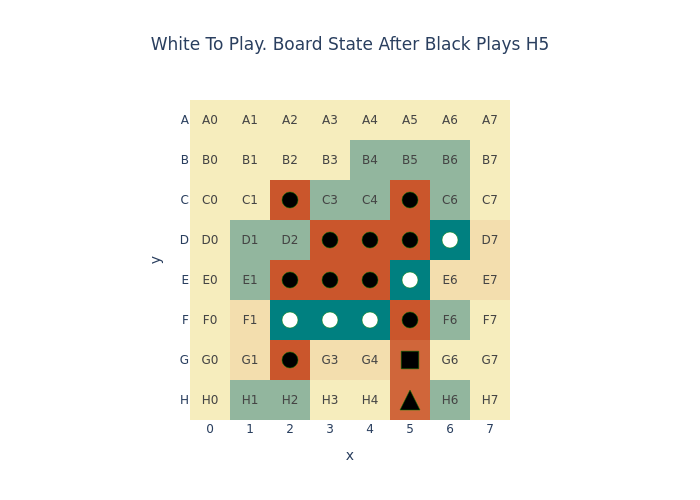 White To Play. Board State After Black Plays H5
A A0 A1 A2 A3 A4 A5 A6 A7
B B0 B1 B2 B3 B4 B5 B6 B7
C C0 C1 C3 C4 C6 C7
D D0 D1 D2 D7
E E0 E1 E6 E7
F F0 F1 F6 F7
G G0 G1 G3 G4 G6 G7
H H0 H1 H2 H3 H4 H6 H7
0 1 2 3 4 5 6 7
x
y